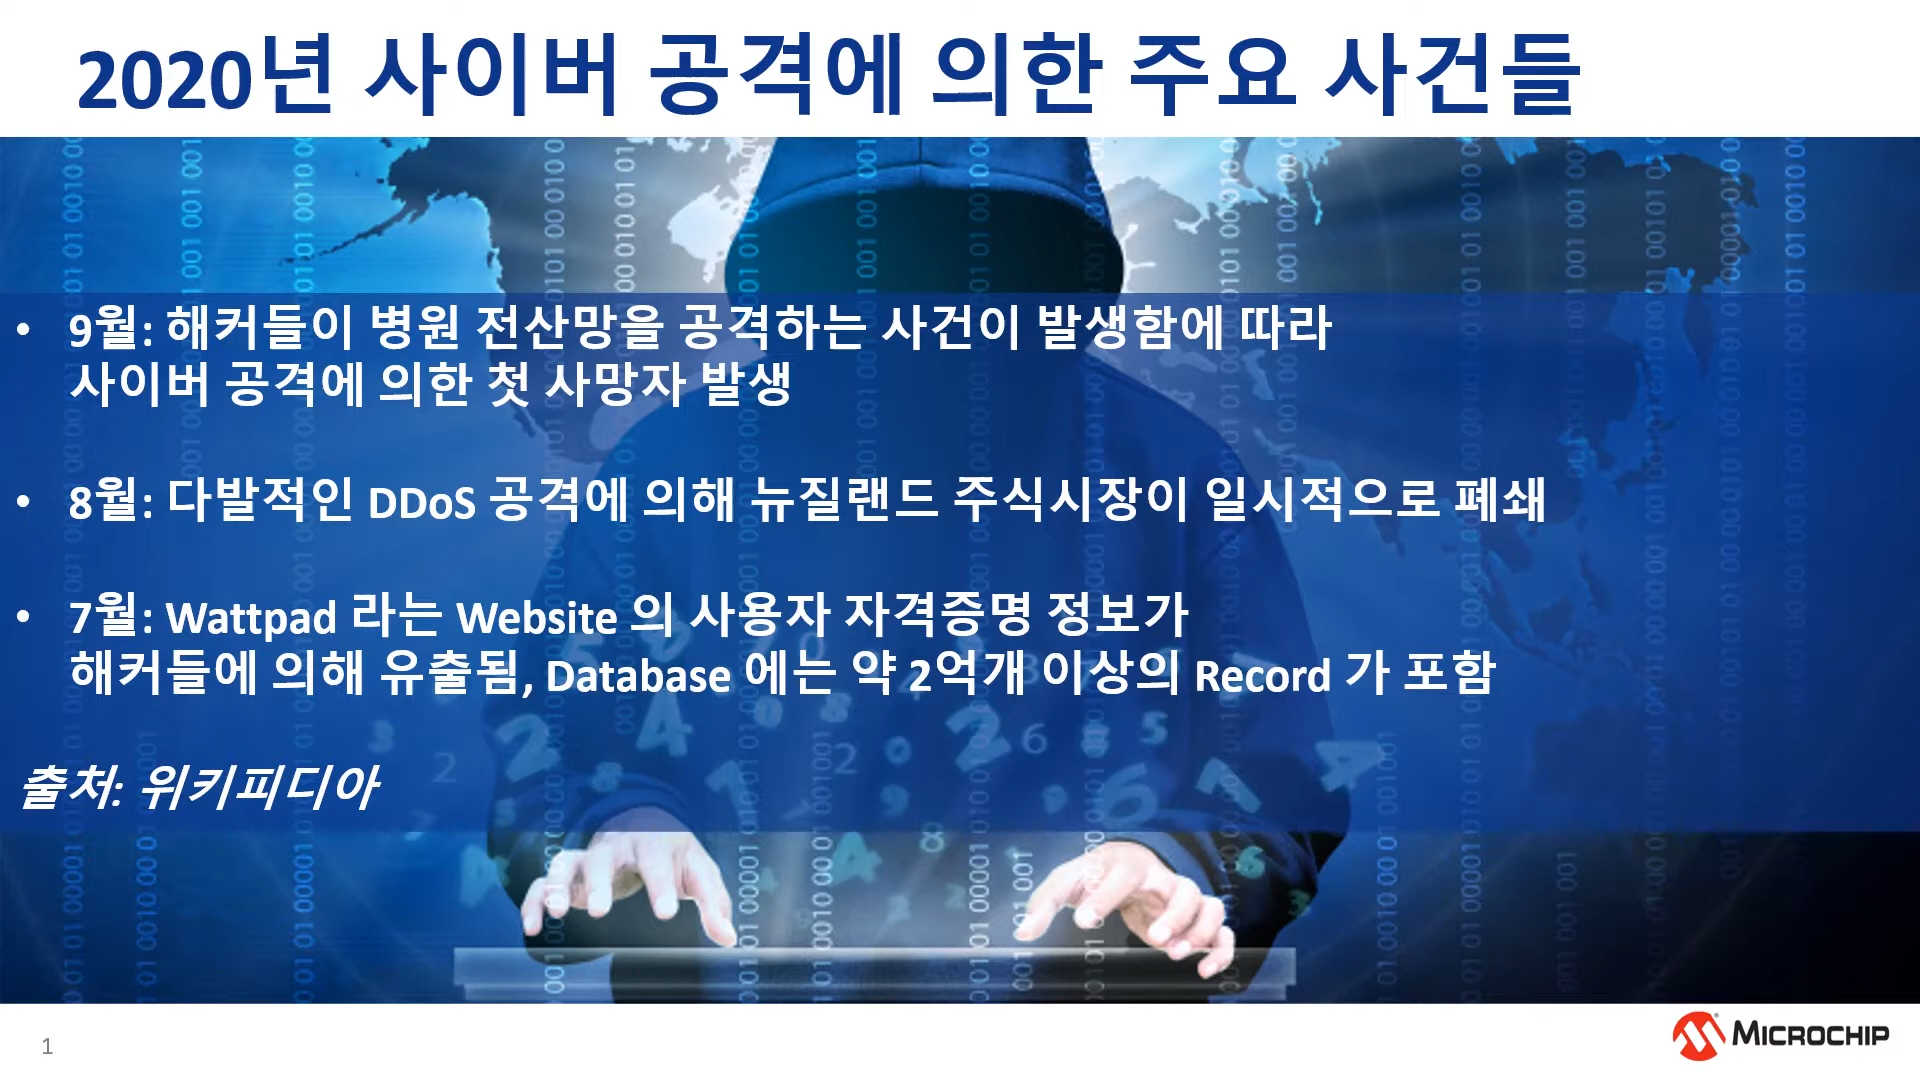 2020년 사이버 공격에 의한 주요 사건들
• 9월: 해커들이 병원 전산망을 공격하는 사건이 발생함에 따라
사이버 공격에 의한 첫 사망자 발생
• 8월: 다발적인 DDoS 공격에 의해 뉴질랜드 주식시장이 일시적으로 폐쇄
• 7월: Wattpad 라는 Website 의 사용자 자격증명 정보가
해커들에 의해 유출됨, Database 에는 약 2억개 이상의 Record 가 포함
출처: 위키피디아
1
MICROCHIP